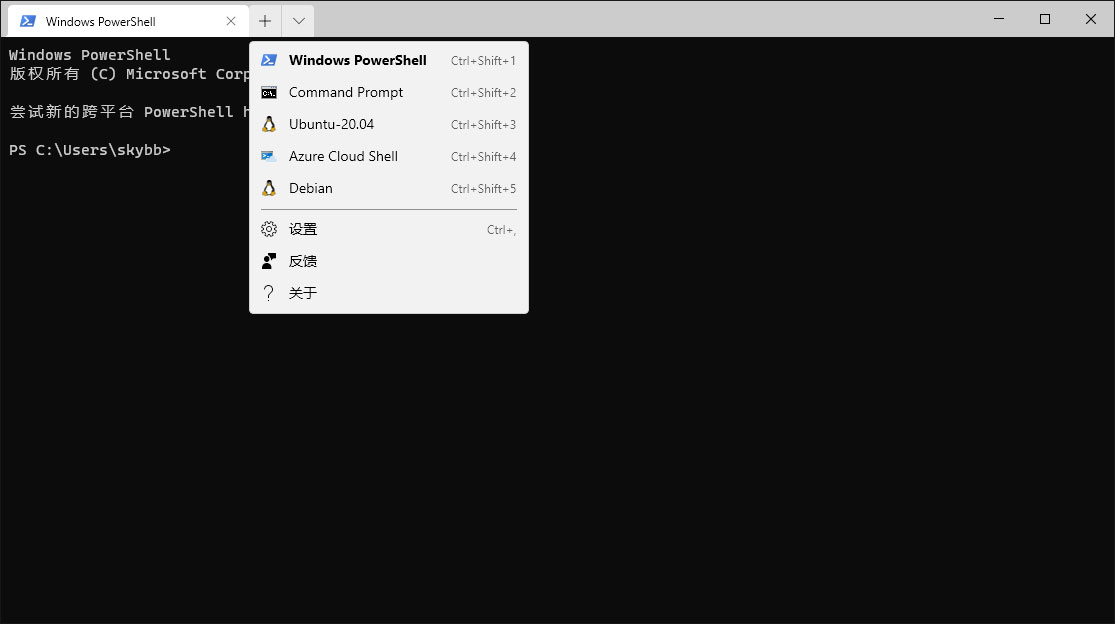 Windows PowerShell
Windows PowerShell
版权所有 (C) Microsoft Corp
尝试新的跨平台 PowerShell
PS C:\Users\skybb>
Windows PowerShell Ctrl+Shift+1
Command Prompt Ctrl+Shift+2
Ubuntu-20.04 Ctrl+Shift+3
Azure Cloud Shell Ctrl+Shift+4
Debian Ctrl+Shift+5
设置 Ctrl+,
反馈
关于